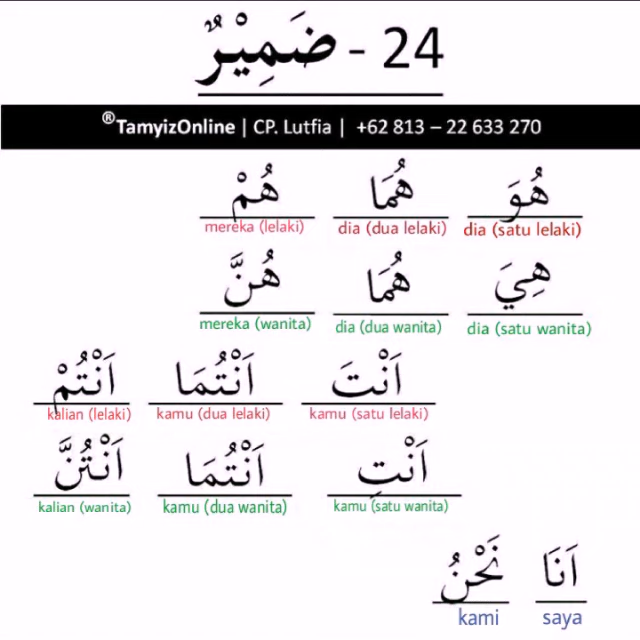 24 - ضَمِيْرٌ
®TamyizOnline | CP. Lutfia | +62 813 – 22 633 270
هُوَ هُمَا هُمْ
dia (satu lelaki) dia (dua lelaki) mereka (lelaki)
هِيَ هُمَا هُنَّ
dia (satu wanita) dia (dua wanita) mereka (wanita)
اَنْتَ اَنْتُمَا اَنْتُمْ
kamu (satu lelaki) kamu (dua lelaki) kalian (lelaki)
اَنْتِ اَنْتُمَا اَنْتُنَّ
kamu (satu wanita) kamu (dua wanita) kalian (wanita)
اَنَا نَحْنُ
saya kami